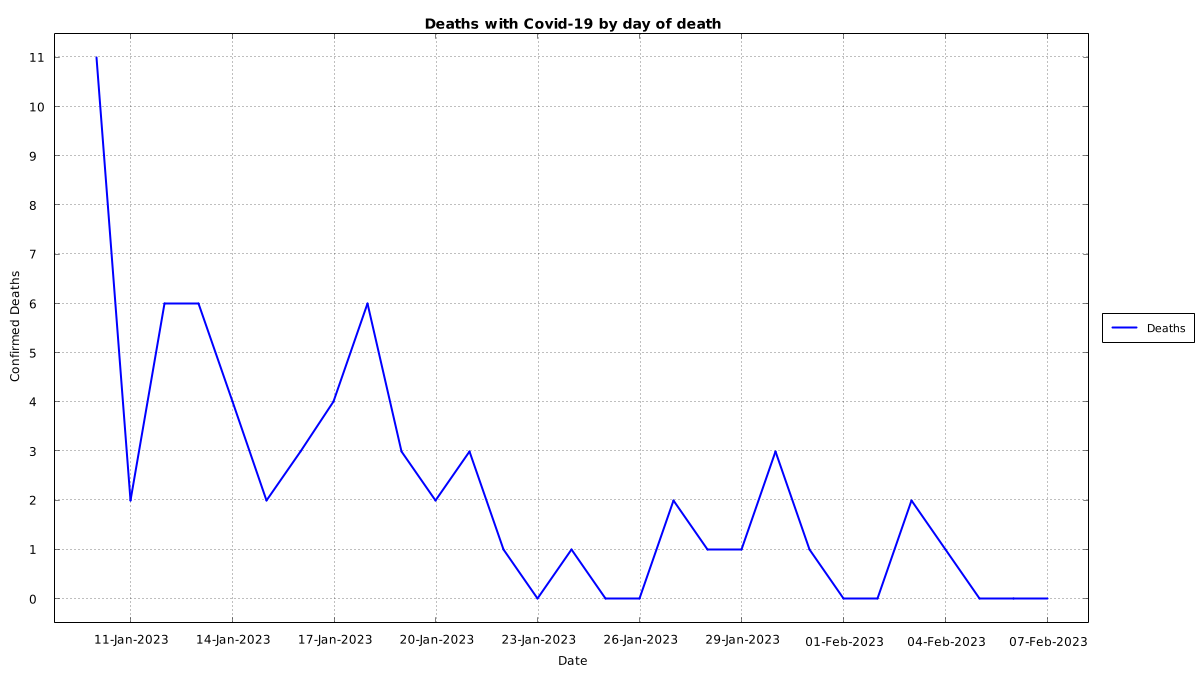 Deaths with Covid-19 by day of death
11
10
9
8
7
6
5
4
3
2
1
0
Confirmed Deaths
Deaths
11-Jan-2023 14-Jan-2023 17-Jan-2023 20-Jan-2023 23-Jan-2023 26-Jan-2023 29-Jan-2023 01-Feb-2023 04-Feb-2023 07-Feb-2023
Date